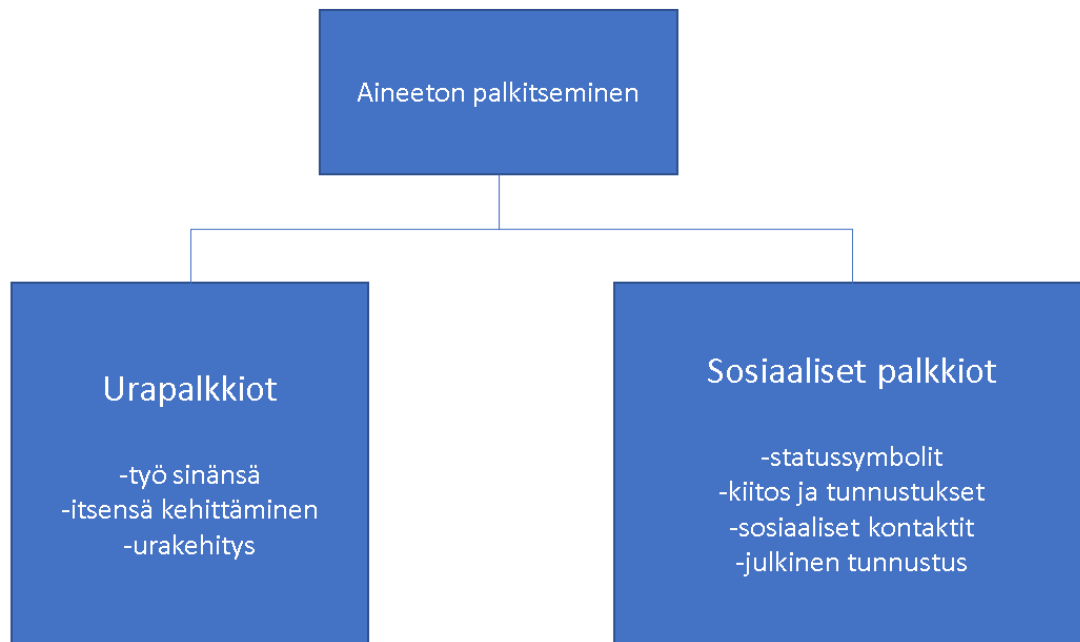 Aineeton palkitseminen
Urapalkkiot
-työ sinänsä
-itsensä kehittäminen
-urakehitys
Sosiaaliset palkkiot
-statussymbolit
-kiitos ja tunnustukset
-sosiaaliset kontaktit
-julkinen tunnustus